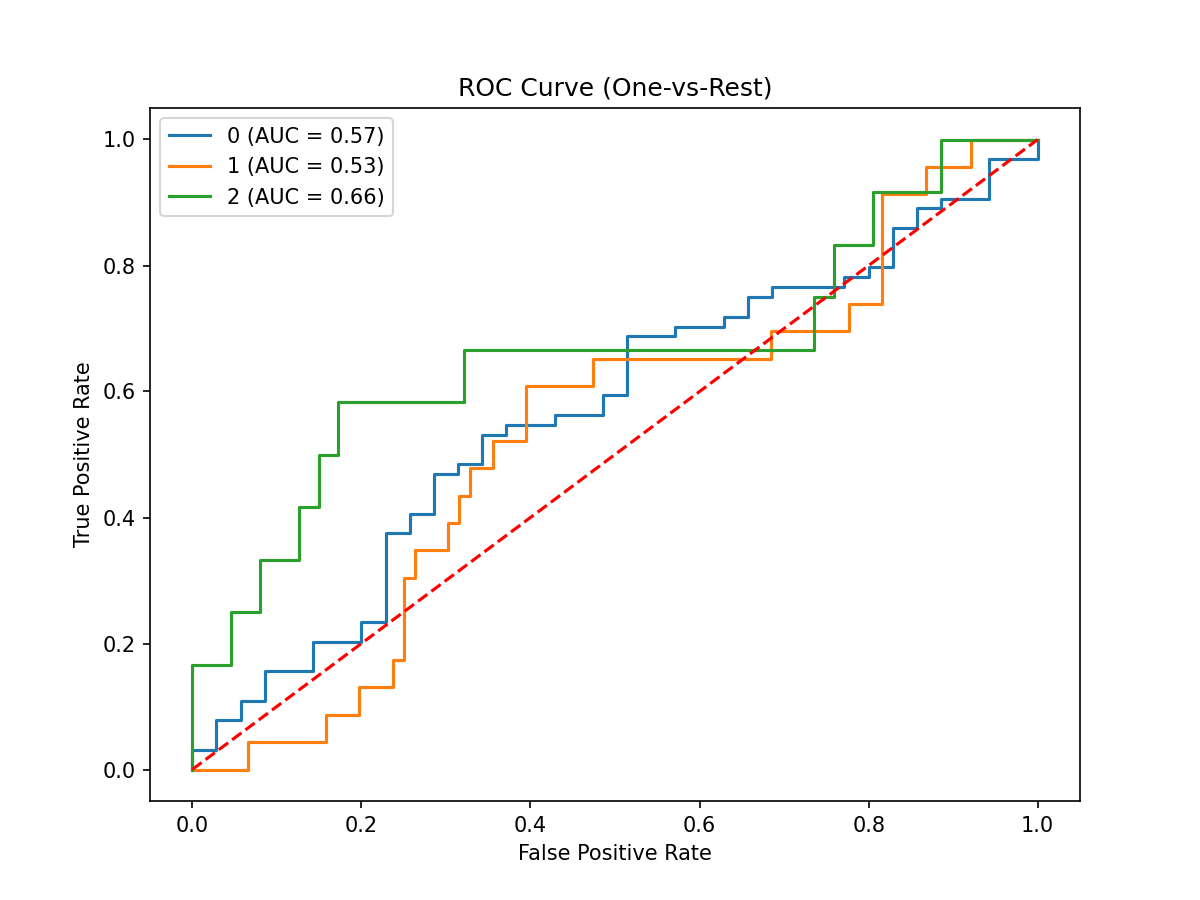 ROC Curve (One-vs-Rest)
0 (AUC = 0.57)
1 (AUC = 0.53)
2 (AUC = 0.66)
1.0
0.8
0.6
0.4
0.2
0.0
True Positive Rate
0.0 0.2 0.4 0.6 0.8 1.0
False Positive Rate